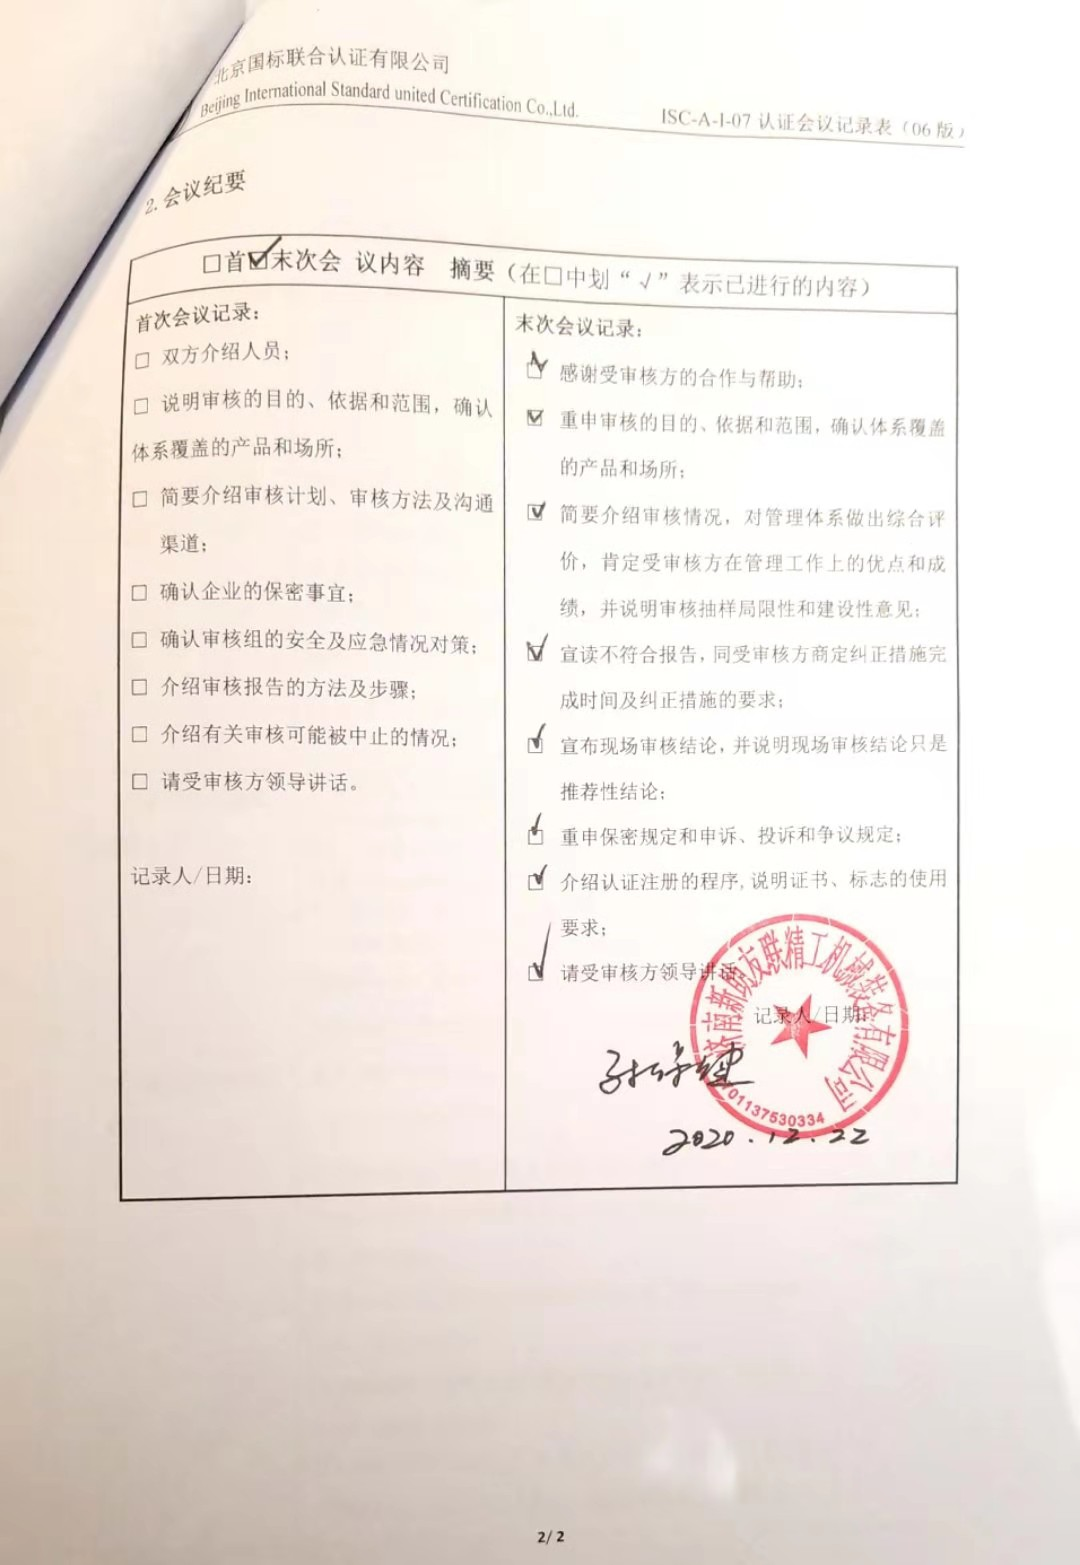 北京国标联合认证有限公司
Beijing International Standard united Certification Co.,Ltd.
ISC-A-I-07 认证会议记录表（06 版）
2. 会议纪要
□首☑末次会 议内容 摘要（在□中划“√”表示已进行的内容）
首次会议记录：
□ 双方介绍人员；
□ 说明审核的目的、依据和范围，确认
体系覆盖的产品和场所；
□ 简要介绍审核计划、审核方法及沟通
渠道；
□ 确认企业的保密事宜；
□ 确认审核组的安全及应急情况对策；
□ 介绍审核报告的方法及步骤；
□ 介绍有关审核可能被中止的情况；
□ 请受审核方领导讲话。
记录人/日期：
末次会议记录：
☑ 感谢受审核方的合作与帮助；
☑ 重申审核的目的、依据和范围，确认体系覆盖
的产品和场所；
☑ 简要介绍审核情况，对管理体系做出综合评
价，肯定受审核方在管理工作上的优点和成
绩，并说明审核抽样局限性和建设性意见；
☑ 宣读不符合报告，同受审核方商定纠正措施完
成时间及纠正措施的要求；
☑ 宣布现场审核结论，并说明现场审核结论只是
推荐性结论；
☑ 重申保密规定和申诉、投诉和争议规定；
☑ 介绍认证注册的程序，说明证书、标志的使用
要求；
☑ 请受审核方领导讲话
记录人/日期：
友联精工机械装备有限公司
01137530334
2020.12.22
2/2